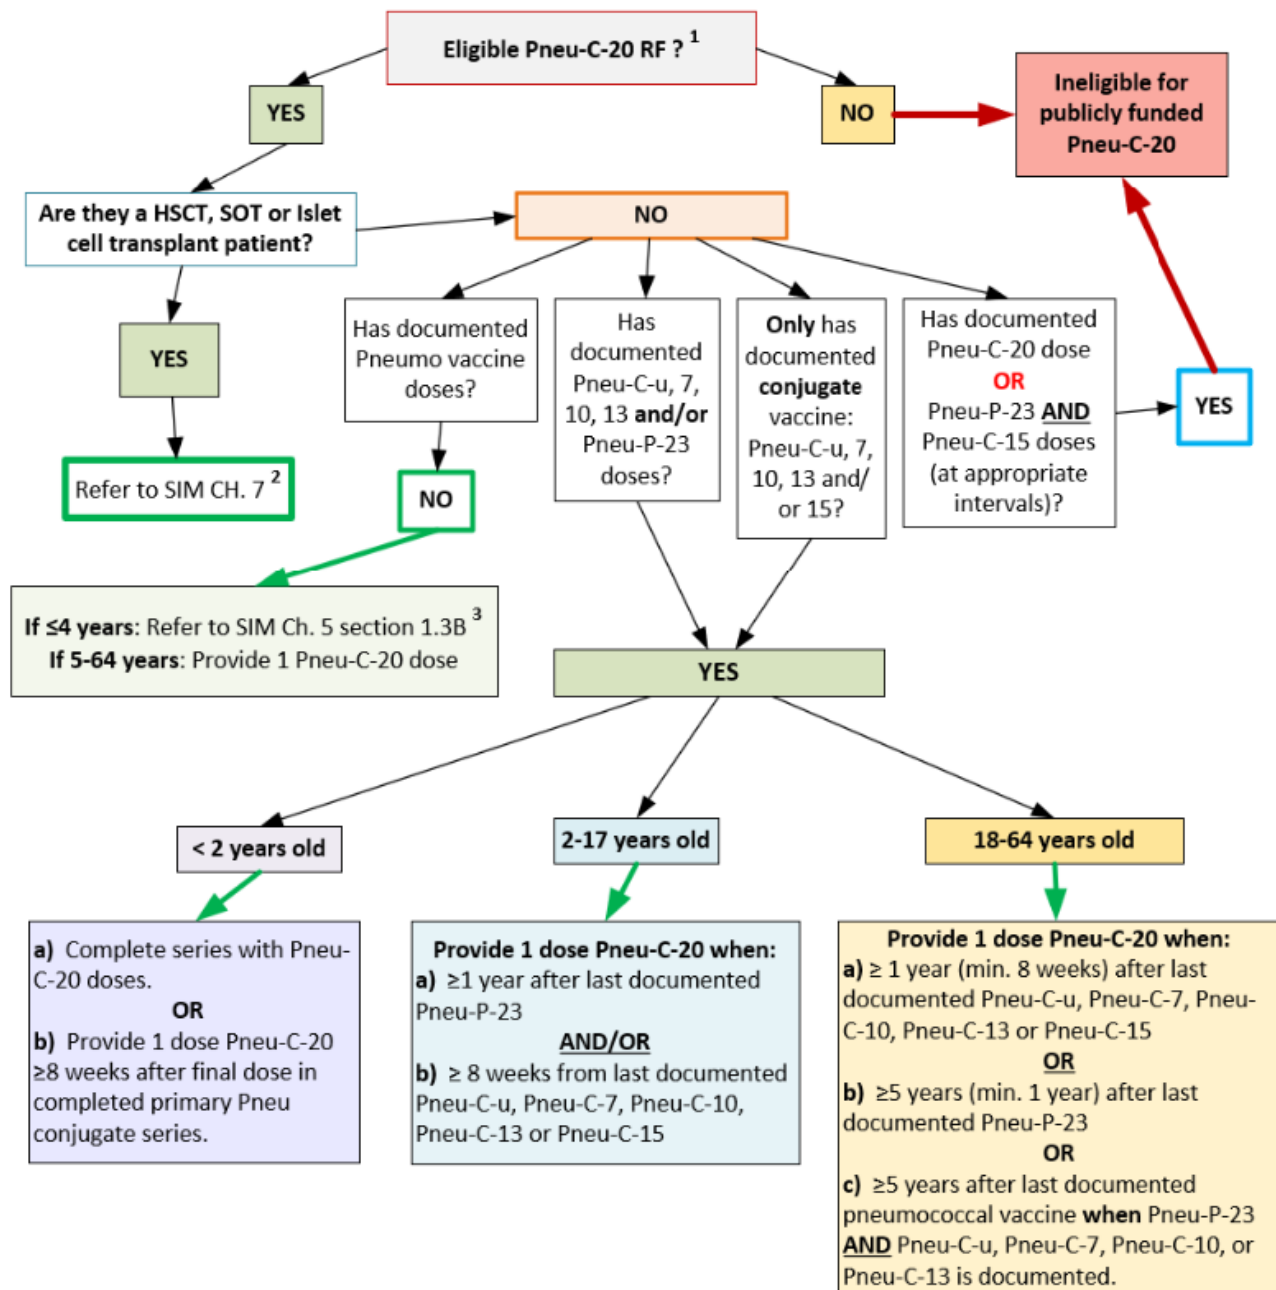 Eligible Pneu-C-20 RF ? 1
YES
NO
Ineligible for
publicly funded
Pneu-C-20
Are they a HSCT, SOT or Islet
cell transplant patient?
NO
YES
Refer to SIM CH. 7 2
Has documented
Pneumo vaccine
doses?
NO
Has
documented
Pneu-C-u, 7,
10, 13 and/or
Pneu-P-23
doses?
Only has
documented
conjugate
vaccine:
Pneu-C-u, 7,
10, 13 and/
or 15?
Has documented
Pneu-C-20 dose
OR
Pneu-P-23 AND
Pneu-C-15 doses
(at appropriate
intervals)?
YES
If ≤4 years: Refer to SIM Ch. 5 section 1.3B 3
If 5-64 years: Provide 1 Pneu-C-20 dose
YES
< 2 years old
2-17 years old
18-64 years old
a) Complete series with Pneu-
C-20 doses.
OR
b) Provide 1 dose Pneu-C-20
≥8 weeks after final dose in
completed primary Pneu
conjugate series.
Provide 1 dose Pneu-C-20 when:
a) ≥1 year after last documented
Pneu-P-23
AND/OR
b) ≥ 8 weeks from last documented
Pneu-C-u, Pneu-C-7, Pneu-C-10,
Pneu-C-13 or Pneu-C-15
Provide 1 dose Pneu-C-20 when:
a) ≥ 1 year (min. 8 weeks) after last
documented Pneu-C-u, Pneu-C-7, Pneu-
C-10, Pneu-C-13 or Pneu-C-15
OR
b) ≥5 years (min. 1 year) after last
documented Pneu-P-23
OR
c) ≥5 years after last documented
pneumococcal vaccine when Pneu-P-23
AND Pneu-C-u, Pneu-C-7, Pneu-C-10, or
Pneu-C-13 is documented.